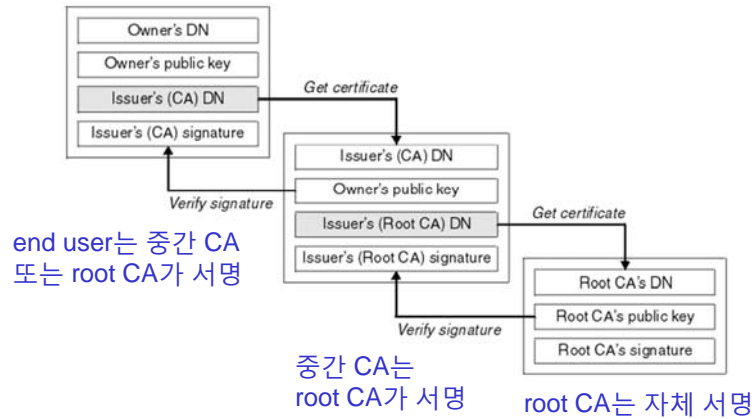 Owner's DN
Owner's public key
Issuer's (CA) DN
Issuer's (CA) signature
Get certificate
Verify signature
Issuer's (CA) DN
Owner's public key
Issuer's (Root CA) DN
Issuer's (Root CA) signature
Get certificate
Verify signature
Root CA's DN
Root CA's public key
Root CA's signature
end user는 중간 CA
또는 root CA가 서명
중간 CA는
root CA가 서명
root CA는 자체 서명